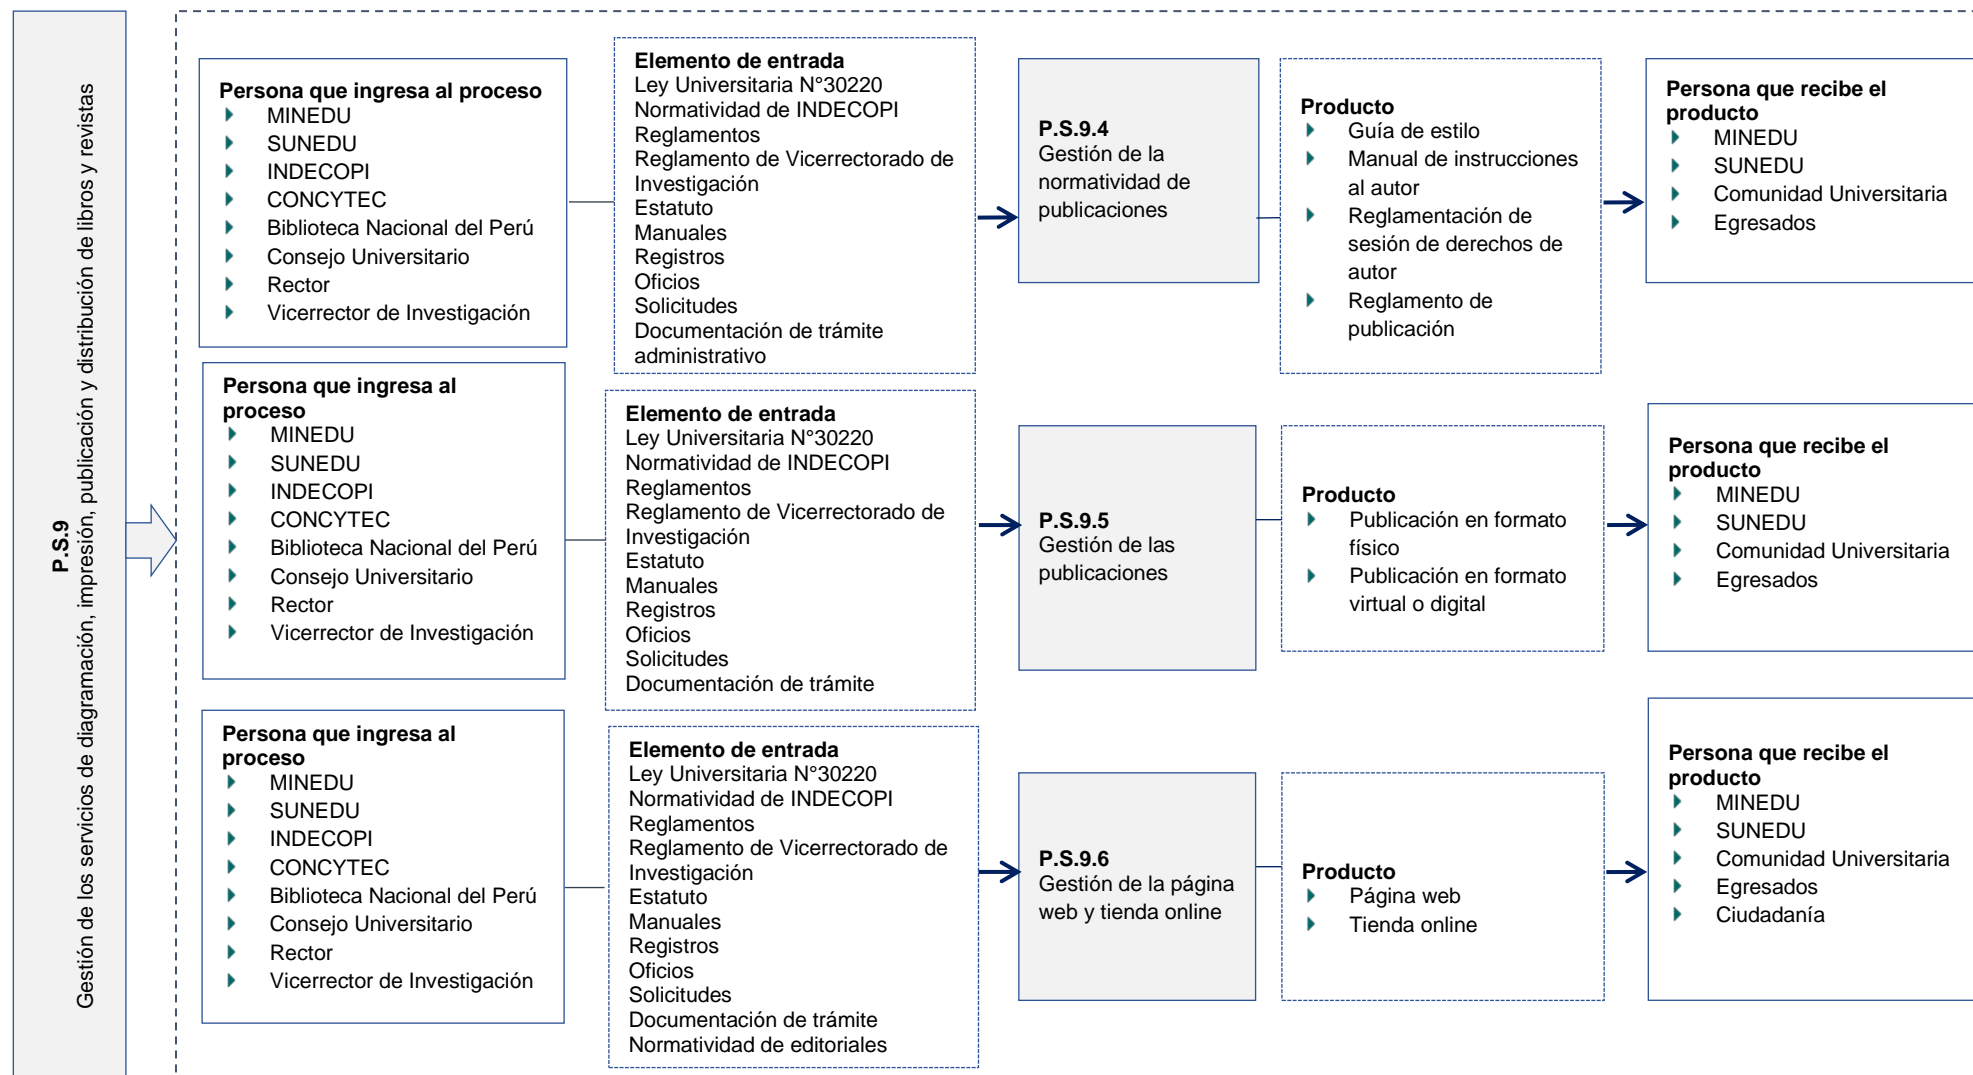 P.S.9
Gestión de los servicios de diagramación, impresión, publicación y distribución de libros y revistas
Persona que ingresa al proceso
MINEDU
SUNEDU
INDECOPI
CONCYTEC
Biblioteca Nacional del Perú
Consejo Universitario
Rector
Vicerrector de Investigación
Elemento de entrada
Ley Universitaria N°30220
Normatividad de INDECOPI
Reglamentos
Reglamento de Vicerrectorado de
Investigación
Estatuto
Manuales
Registros
Oficios
Solicitudes
Documentación de trámite
administrativo
P.S.9.4
Gestión de la
normatividad de
publicaciones
Producto
Guía de estilo
Manual de instrucciones
al autor
Reglamentación de
sesión de derechos de
autor
Reglamento de
publicación
Persona que recibe el
producto
MINEDU
SUNEDU
Comunidad Universitaria
Egresados
Persona que ingresa al
proceso
MINEDU
SUNEDU
INDECOPI
CONCYTEC
Biblioteca Nacional del Perú
Consejo Universitario
Rector
Vicerrector de Investigación
Elemento de entrada
Ley Universitaria N°30220
Normatividad de INDECOPI
Reglamentos
Reglamento de Vicerrectorado de
Investigación
Estatuto
Manuales
Registros
Oficios
Solicitudes
Documentación de trámite
P.S.9.5
Gestión de las
publicaciones
Producto
Publicación en formato
físico
Publicación en formato
virtual o digital
Persona que recibe el
producto
MINEDU
SUNEDU
Comunidad Universitaria
Egresados
Persona que ingresa al
proceso
MINEDU
SUNEDU
INDECOPI
CONCYTEC
Biblioteca Nacional del Perú
Consejo Universitario
Rector
Vicerrector de Investigación
Elemento de entrada
Ley Universitaria N°30220
Normatividad de INDECOPI
Reglamentos
Reglamento de Vicerrectorado de
Investigación
Estatuto
Manuales
Registros
Oficios
Solicitudes
Documentación de trámite
Normatividad de editoriales
P.S.9.6
Gestión de la página
web y tienda online
Producto
Página web
Tienda online
Persona que recibe el
producto
MINEDU
SUNEDU
Comunidad Universitaria
Egresados
Ciudadanía